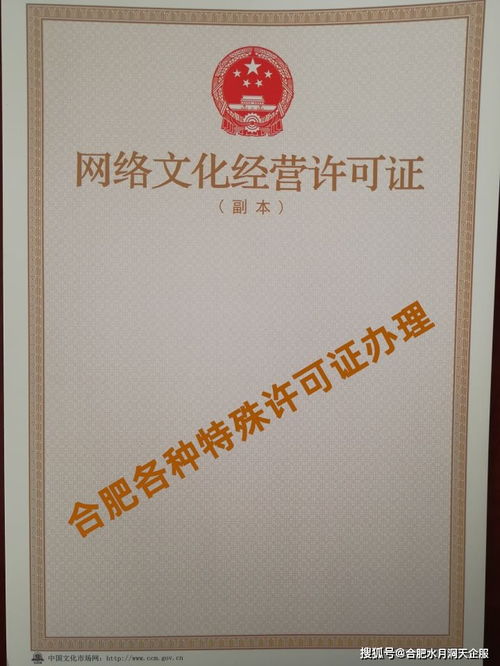 网络文化经营许可证
（副本）
合肥各种特殊许可证办理
中国文化市场网：http://www.ccm.gov.cn
搜狐号@合肥水月洞天企服